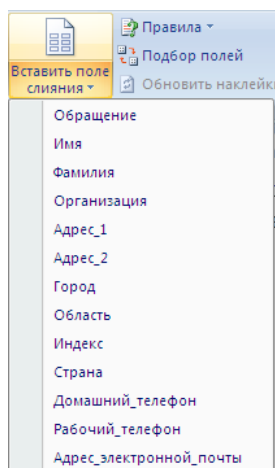 Правила
Подбор полей
Обновить наклейк
Вставить поле
слияния
Обращение
Имя
Фамилия
Организация
Адрес_1
Адрес_2
Город
Область
Индекс
Страна
Домашний_телефон
Рабочий_телефон
Адрес_электронной_почты